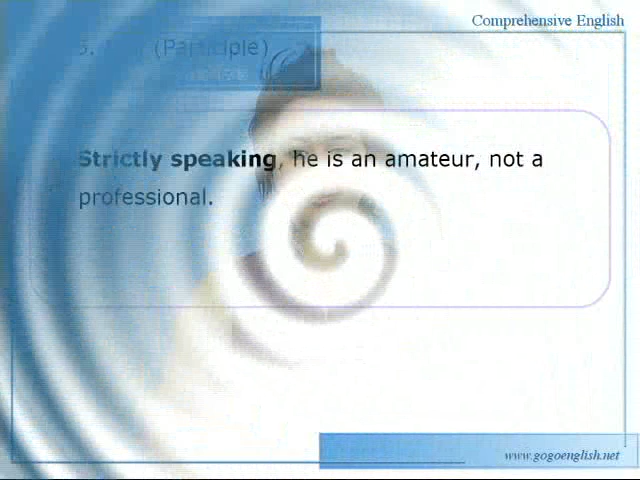 Comprehensive English
(Participle)
Strictly speaking, he is an amateur, not a
professional.
www.gogoenglish.net